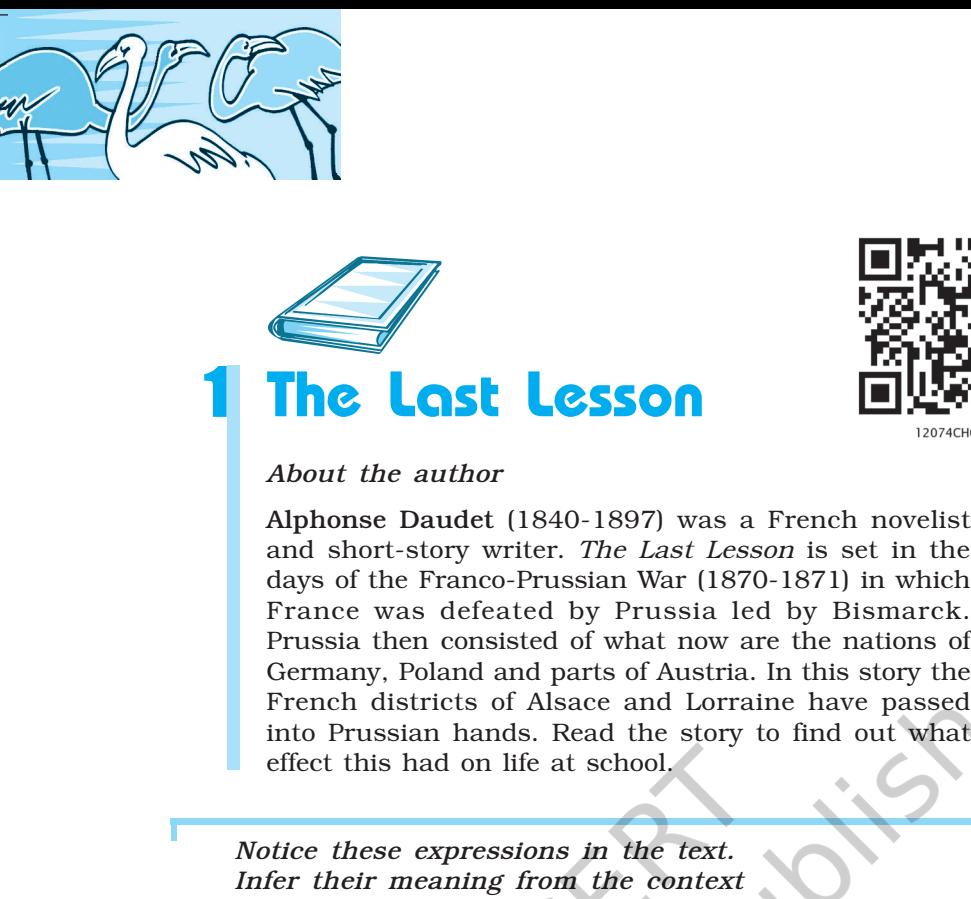 12074CH
1 The Last Lesson
About the author
Alphonse Daudet (1840-1897) was a French novelist
and short-story writer. The Last Lesson is set in the
days of the Franco-Prussian War (1870-1871) in which
France was defeated by Prussia led by Bismarck.
Prussia then consisted of what now are the nations of
Germany, Poland and parts of Austria. In this story the
French districts of Alsace and Lorraine have passed
into Prussian hands. Read the story to find out what
effect this had on life at school.
Notice these expressions in the text.
Infer their meaning from the context